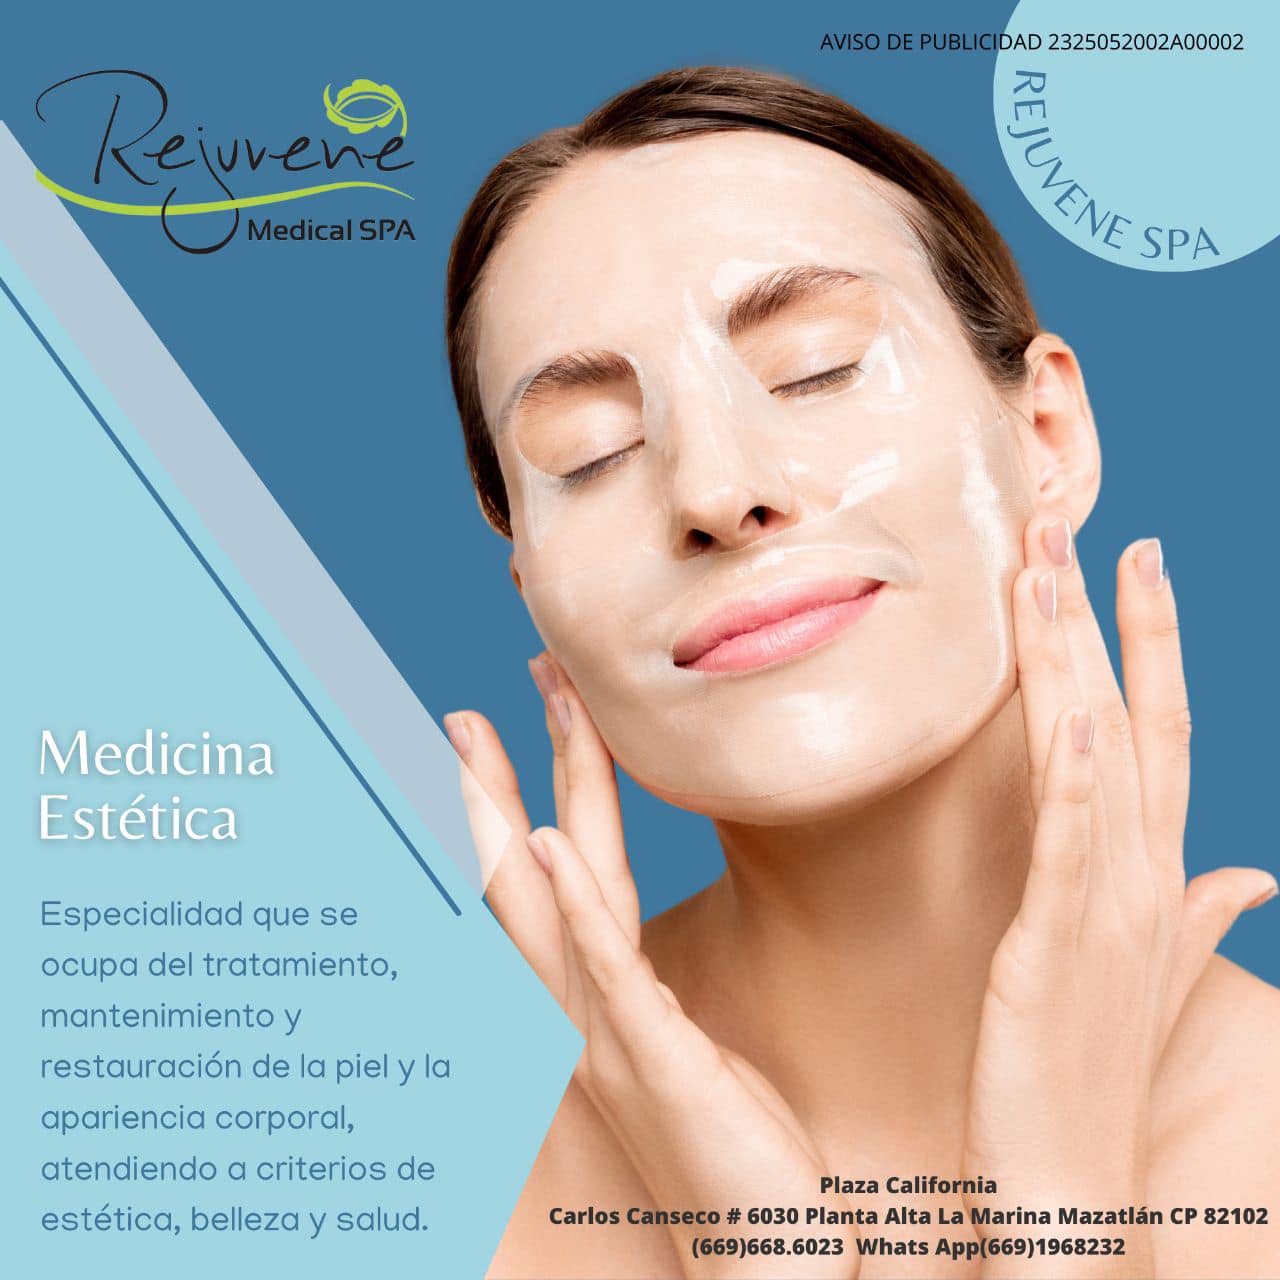 AVISO DE PUBLICIDAD 2325052002A00002
REJUVENE SPA
Rejuvene
Medical SPA
Medicina
Estética
Especialidad que se
ocupa del tratamiento,
mantenimiento y
restauración de la piel y la
apariencia corporal,
atendiendo a criterios de
estética, belleza y salud.
Plaza California
Carlos Canseco # 6030 Planta Alta La Marina Mazatlán CP 82102
(669)668.6023 Whats App(669)1968232